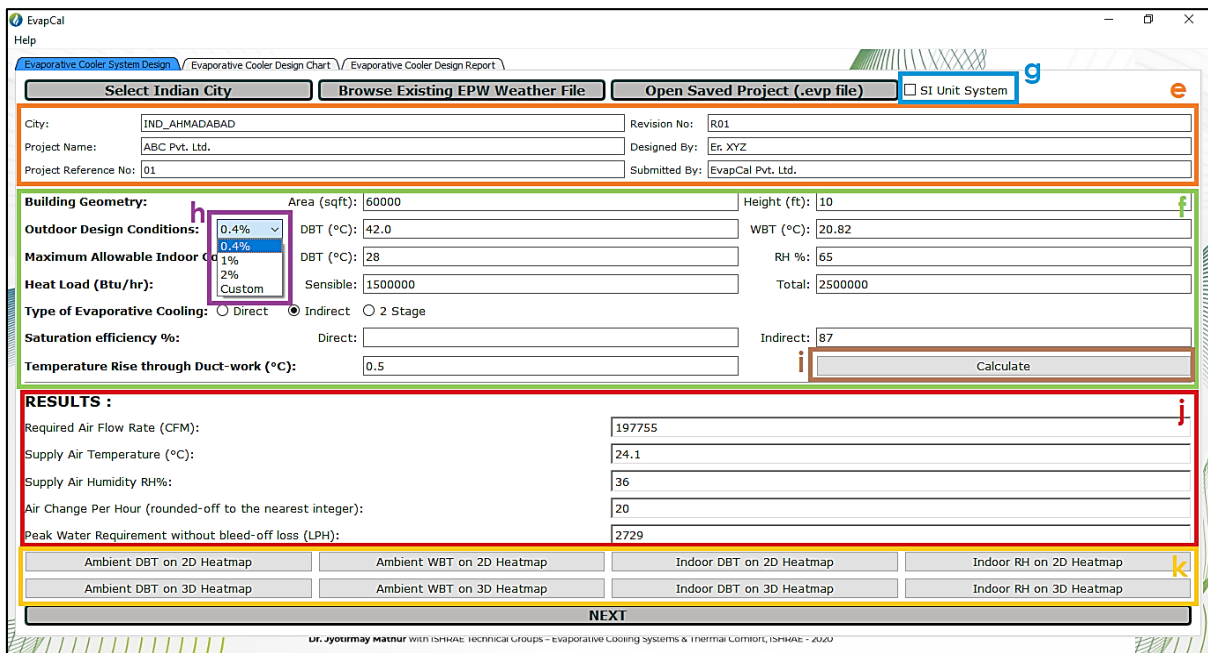 EvapCal
Help
Evaporative Cooler System Design Evaporative Cooler Design Chart Evaporative Cooler Design Report
g
Select Indian City Browse Existing EPW Weather File Open Saved Project (.evp file) SI Unit System e
City: IND_AHMADABAD Revision No: R01
Project Name: ABC Pvt. Ltd. Designed By: Er. XYZ
Project Reference No: 01 Submitted By: EvapCal Pvt. Ltd.
Building Geometry: Area (sqft): 60000 Height (ft): 10
h f
Outdoor Design Conditions: 0.4% DBT (°C): 42.0 WBT (°C): 20.82
0.4%
Maximum Allowable Indoor Co 1% DBT (°C): 28 RH %: 65
2%
Heat Load (Btu/hr): Custom Sensible: 1500000 Total: 2500000
Type of Evaporative Cooling: Direct Indirect 2 Stage
Saturation efficiency %: Direct: Indirect: 87
Temperature Rise through Duct-work (°C): 0.5 i Calculate
RESULTS : j
Required Air Flow Rate (CFM): 197755
Supply Air Temperature (°C): 24.1
Supply Air Humidity RH%: 36
Air Change Per Hour (rounded-off to the nearest integer): 20
Peak Water Requirement without bleed-off loss (LPH): 2729
Ambient DBT on 2D Heatmap Ambient WBT on 2D Heatmap Indoor DBT on 2D Heatmap Indoor RH on 2D Heatmap k
Ambient DBT on 3D Heatmap Ambient WBT on 3D Heatmap Indoor DBT on 3D Heatmap Indoor RH on 3D Heatmap
NEXT
Dr. Jyotirmay Mathur with ISHRAE Technical Groups – Evaporative Cooling Systems & Thermal Comfort, ISHRAE - 2020